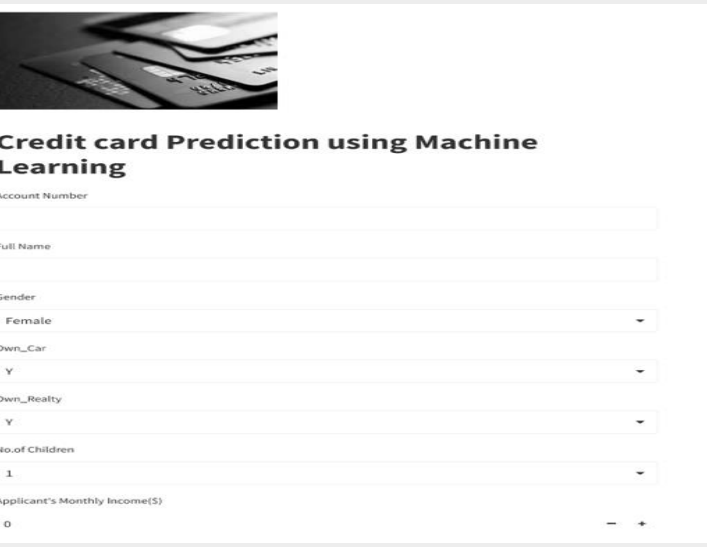 Credit card Prediction using Machine
Learning
Account Number
Full Name
Gender
Female
Own_Car
Y
Own_Realty
Y
No.of Children
1
Applicant's Monthly Income($)
0